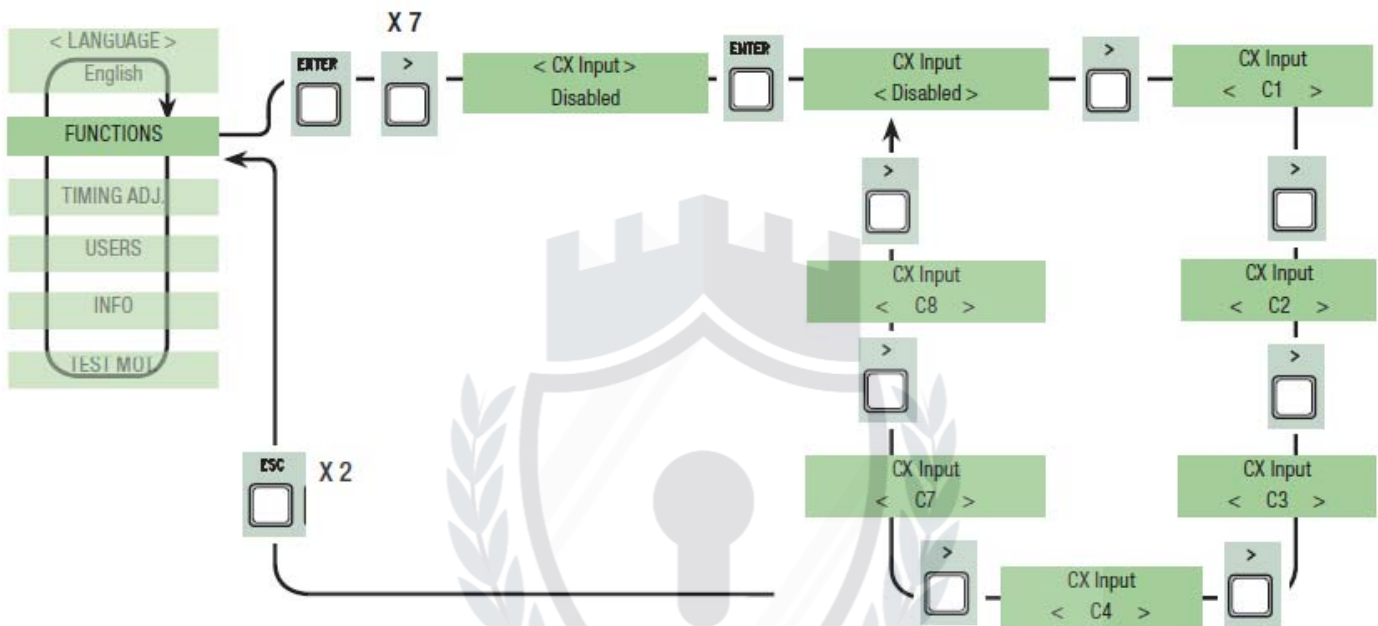 X 7
< LANGUAGE >
English
ENTER
>
< CX Input >
Disabled
ENTER
CX Input
< Disabled >
>
CX Input
< C1 >
FUNCTIONS
>
>
TIMING ADJ.
USERS
CX Input
< C8 >
CX Input
< C2 >
INFO
>
>
TEST MOT.
ESC
X 2
CX Input
< C7 >
CX Input
< C3 >
>
CX Input
< C4 >
>